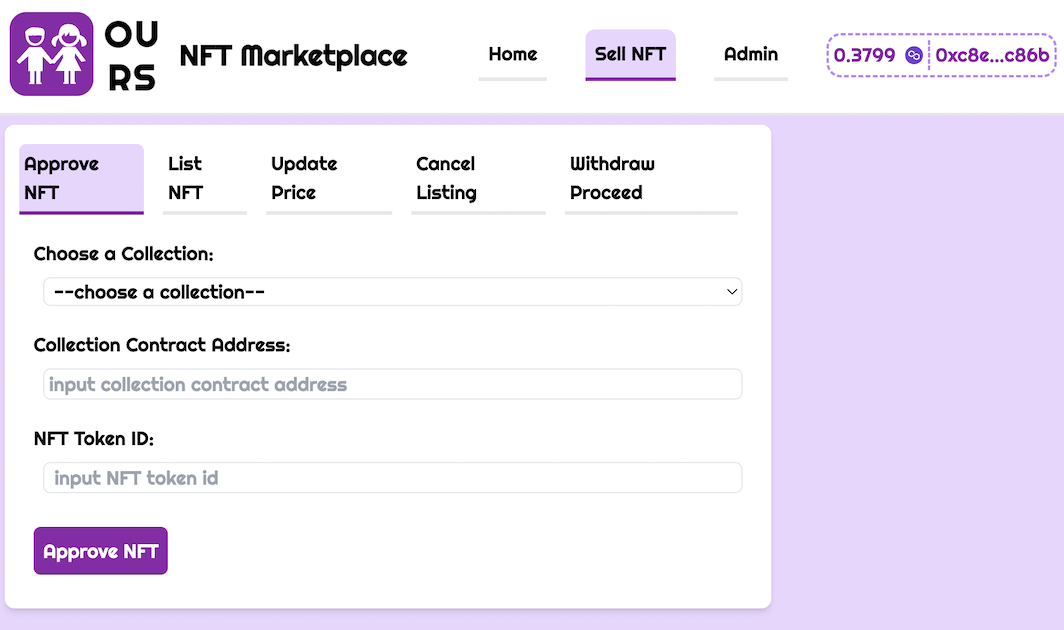 OU
RS
NFT Marketplace
Home
Sell NFT
Admin
0.3799
0xc8e...c86b
Approve
NFT
List
NFT
Update
Price
Cancel
Listing
Withdraw
Proceed
Choose a Collection:
--choose a collection--
Collection Contract Address:
input collection contract address
NFT Token ID:
input NFT token id
Approve NFT